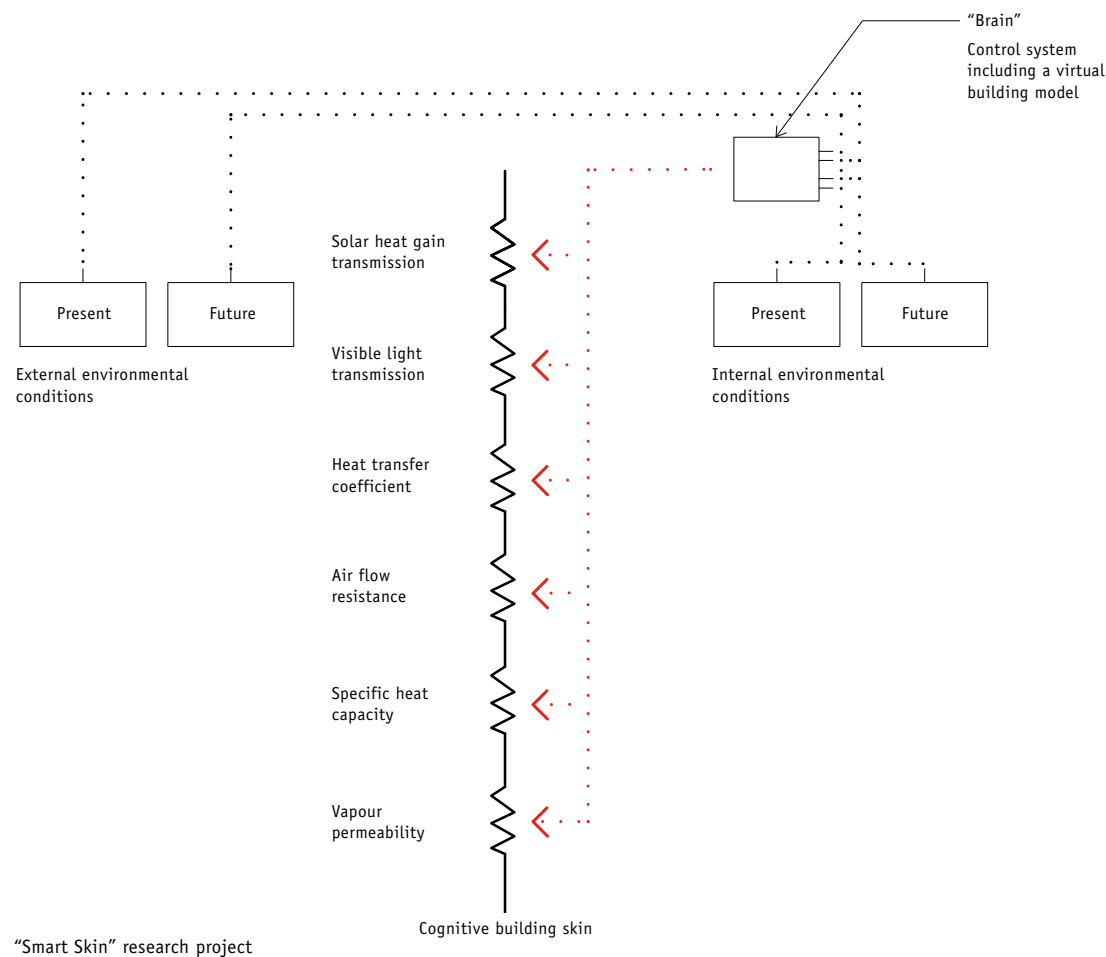 “Brain”
Control system
including a virtual
building model
Solar heat gain
transmission
Present
Future
External environmental
conditions
Visible light
transmission
Present
Future
Internal environmental
conditions
Heat transfer
coefficient
Air flow
resistance
Specific heat
capacity
Vapour
permeability
Cognitive building skin
“Smart Skin” research project